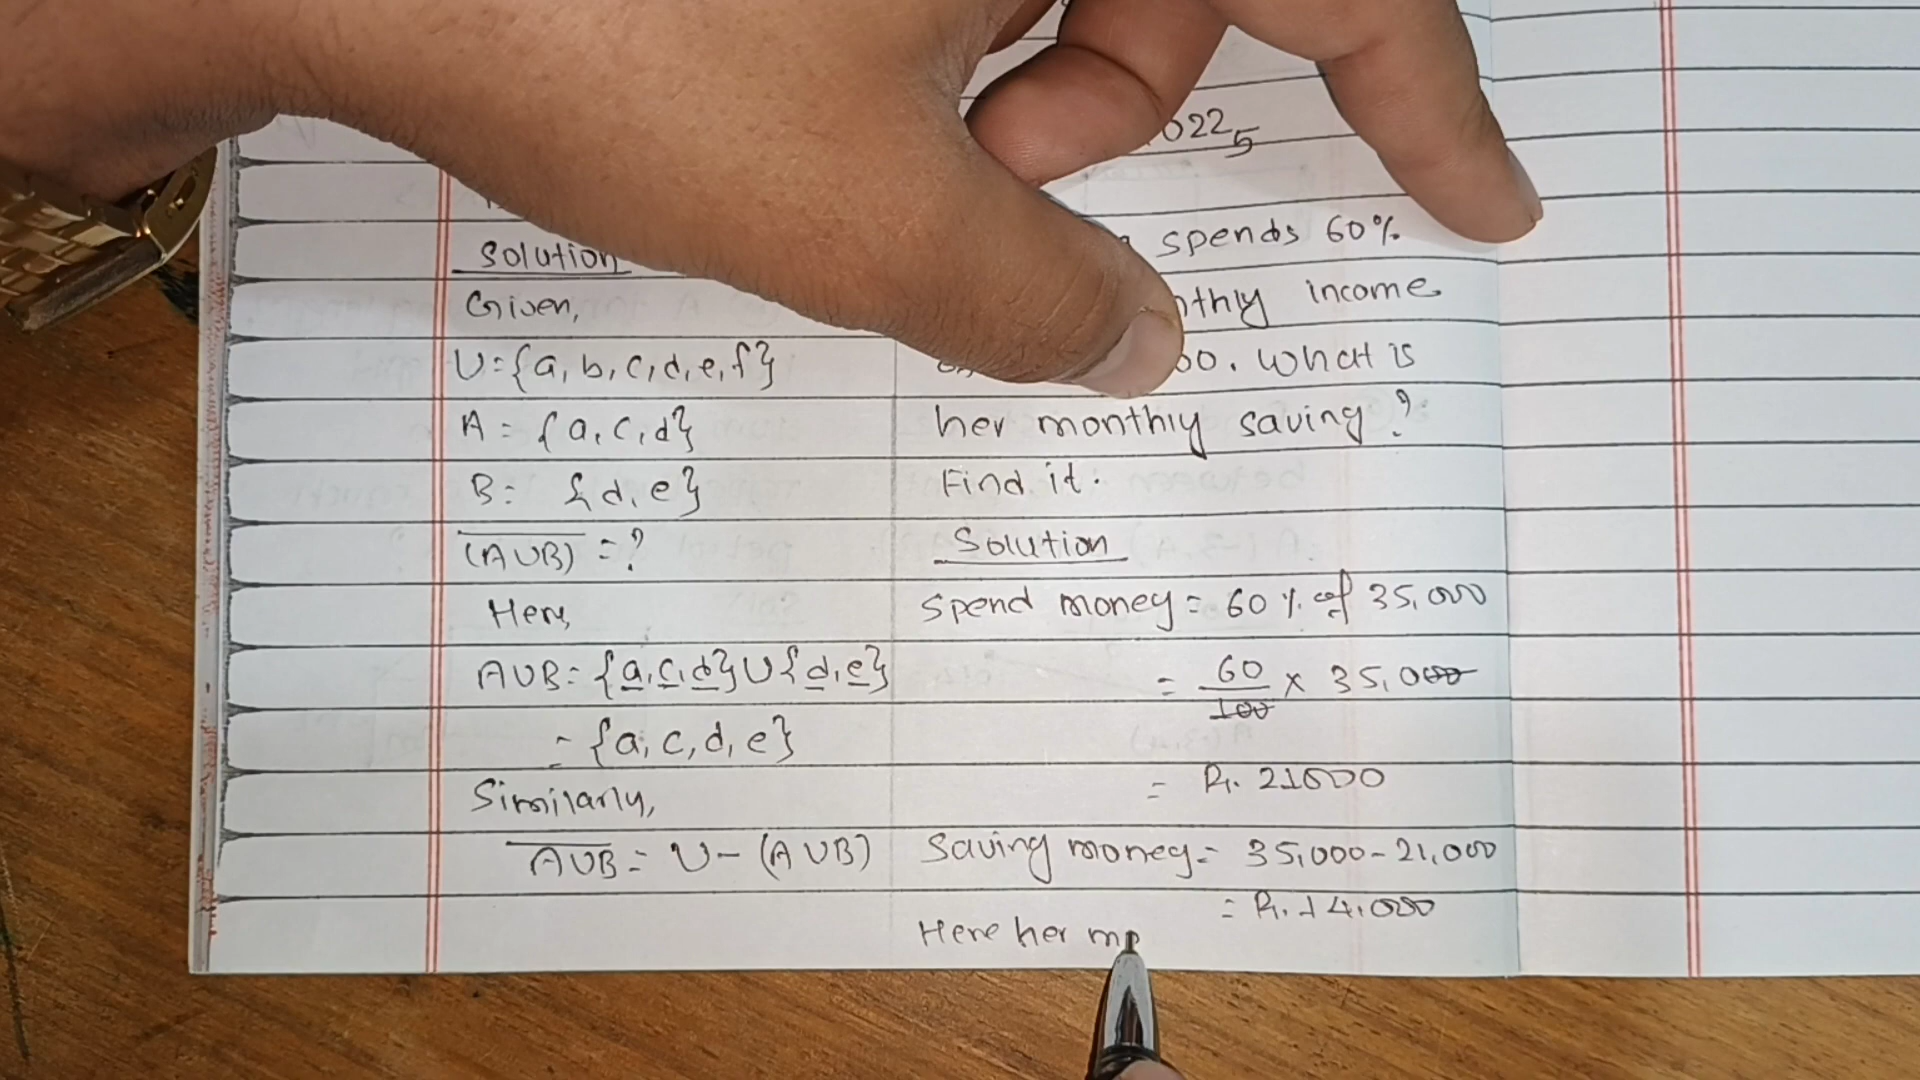 Solution
Given,
U={a, b, c, d, e, f}
A = {a, c, d}
B = {d, e}
(A∪B) = ?
Here,
A∪B = {a, c, d} ∪ {d, e}
= {a, c, d, e}
Similarly,
A∪B = U - (A∪B)
0225
spends 60%
nthly income
00. What is
her monthly saving?
Find it.
Solution
Spend money = 60% of 35,000
= 60/100 × 35,000
= Rs. 21000
Saving money = 35,000 - 21,000
= Rs. 14,000
Here her mo